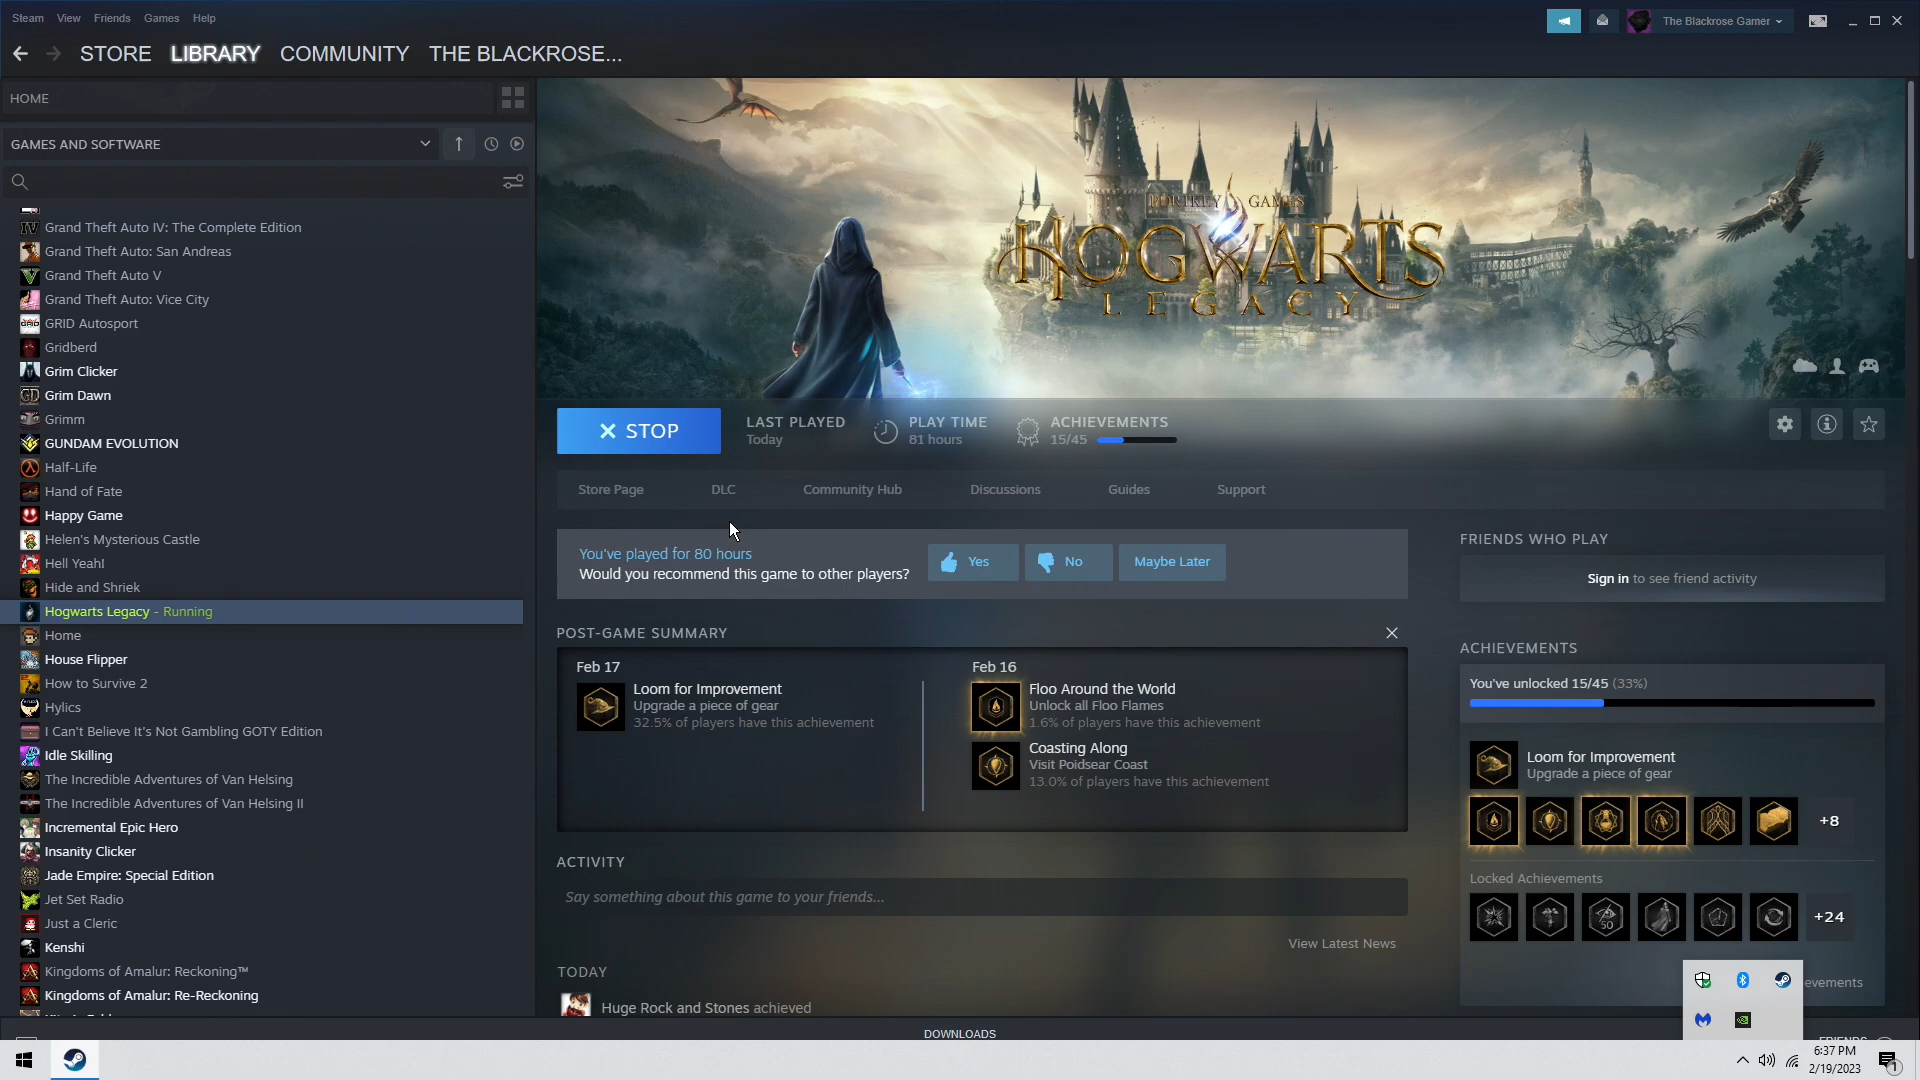 Steam View Friends Games Help
The Blackrose Gamer
STORE LIBRARY COMMUNITY THE BLACKROSE...
HOME
GAMES AND SOFTWARE
Grand Theft Auto IV: The Complete Edition
Grand Theft Auto: San Andreas
Grand Theft Auto V
Grand Theft Auto: Vice City
GRID Autosport
Gridberd
Grim Clicker
Grim Dawn
Grimm
GUNDAM EVOLUTION
Half-Life
Hand of Fate
Happy Game
Helen's Mysterious Castle
Hell Yeah!
Hide and Shriek
Hogwarts Legacy - Running
Home
House Flipper
How to Survive 2
Hylics
I Can't Believe It's Not Gambling GOTY Edition
Idle Skilling
The Incredible Adventures of Van Helsing
The Incredible Adventures of Van Helsing II
Incremental Epic Hero
Insanity Clicker
Jade Empire: Special Edition
Jet Set Radio
Just a Cleric
Kenshi
Kingdoms of Amalur: Reckoning™
Kingdoms of Amalur: Re-Reckoning
PORTKEY GAMES
HOGWARTS
LEGACY
STOP
LAST PLAYED
Today
PLAY TIME
81 hours
ACHIEVEMENTS
15/45
Store Page DLC Community Hub Discussions Guides Support
You've played for 80 hours
Would you recommend this game to other players?
Yes No Maybe Later
POST-GAME SUMMARY
Feb 17
Loom for Improvement
Upgrade a piece of gear
32.5% of players have this achievement
Feb 16
Floo Around the World
Unlock all Floo Flames
1.6% of players have this achievement
Coasting Along
Visit Poidsear Coast
13.0% of players have this achievement
ACTIVITY
Say something about this game to your friends...
View Latest News
TODAY
Huge Rock and Stones achieved
FRIENDS WHO PLAY
Sign in to see friend activity
ACHIEVEMENTS
You've unlocked 15/45 (33%)
Loom for Improvement
Upgrade a piece of gear
+8
Locked Achievements
50
+24
evements
DOWNLOADS
6:37 PM
2/19/2023
1